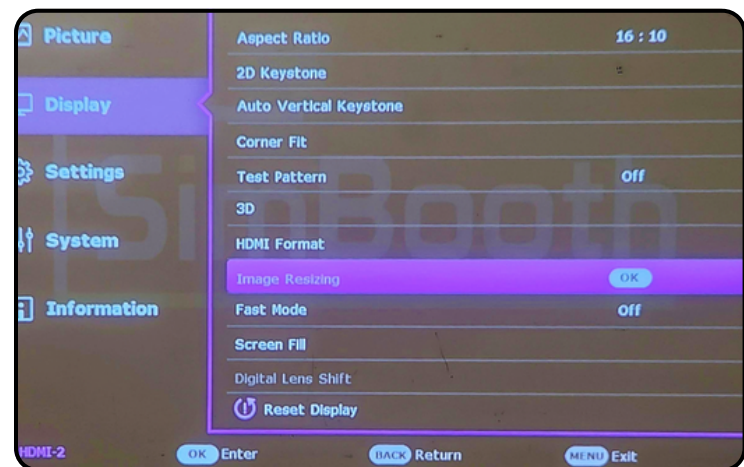 Picture
Display
Settings
System
Information
Aspect Ratio 16 : 10
2D Keystone
Auto Vertical Keystone
Corner Fit
Test Pattern Off
3D
HDMI Format
Image Resizing OK
Fast Mode Off
Screen Fill
Digital Lens Shift
Reset Display
SimBooth
HDMI-2 OK Enter BACK Return MENU Exit